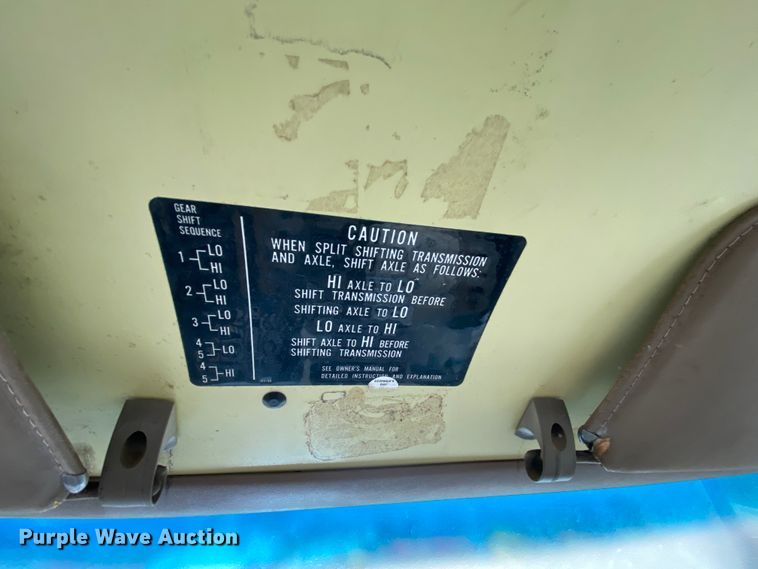 GEAR
SHIFT
SEQUENCE
1 LO
HI
2 LO
HI
3 LO
HI
4
5 LO
4
5 HI
CAUTION
WHEN SPLIT SHIFTING TRANSMISSION
AND AXLE, SHIFT AXLE AS FOLLOWS:
HI AXLE TO LO
SHIFT TRANSMISSION BEFORE
SHIFTING AXLE TO LO
LO AXLE TO HI
SHIFT AXLE TO HI BEFORE
SHIFTING TRANSMISSION
SEE OWNER'S MANUAL FOR
DETAILED INSTRUCTION AND EXPLANATION
Purple Wave Auction